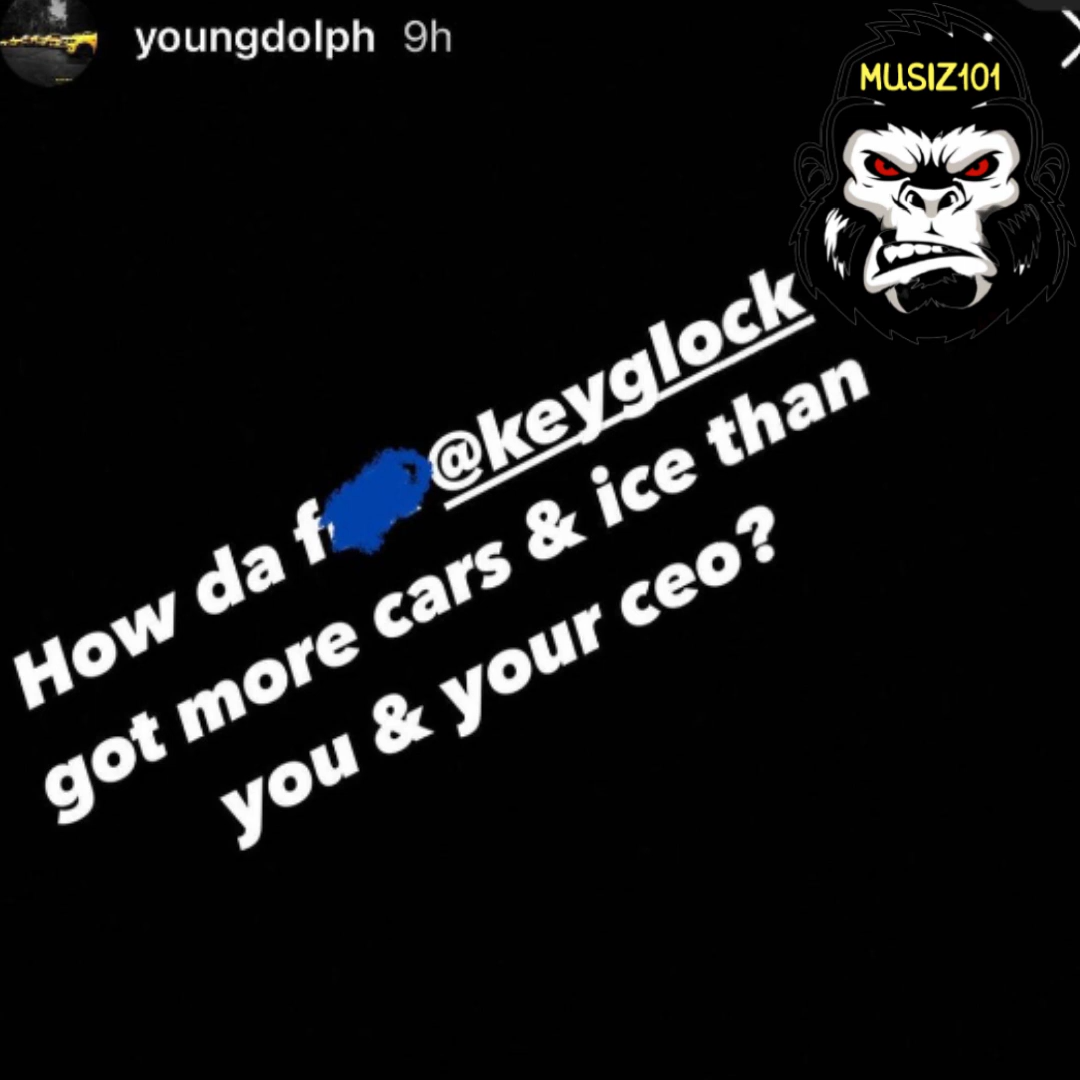 youngdolph 9h
MUSIZ101
How da f @keyglock
got more cars & ice than
you & your ceo?